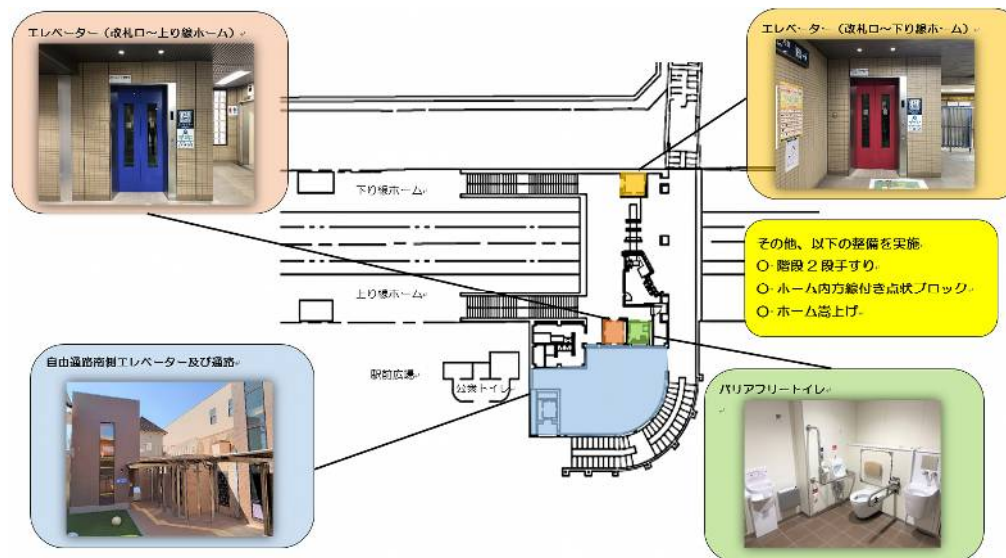 エレベーター（改札口～上り線ホーム）
エレベーター（改札口～下り線ホーム）
下り線ホーム
上り線ホーム
その他、以下の整備を実施
〇 階段２段手すり
〇 ホーム内方線付き点状ブロック
〇 ホーム嵩上げ
自由通路南側エレベーター及び通路
駅前広場
公衆トイレ
バリアフリートイレ